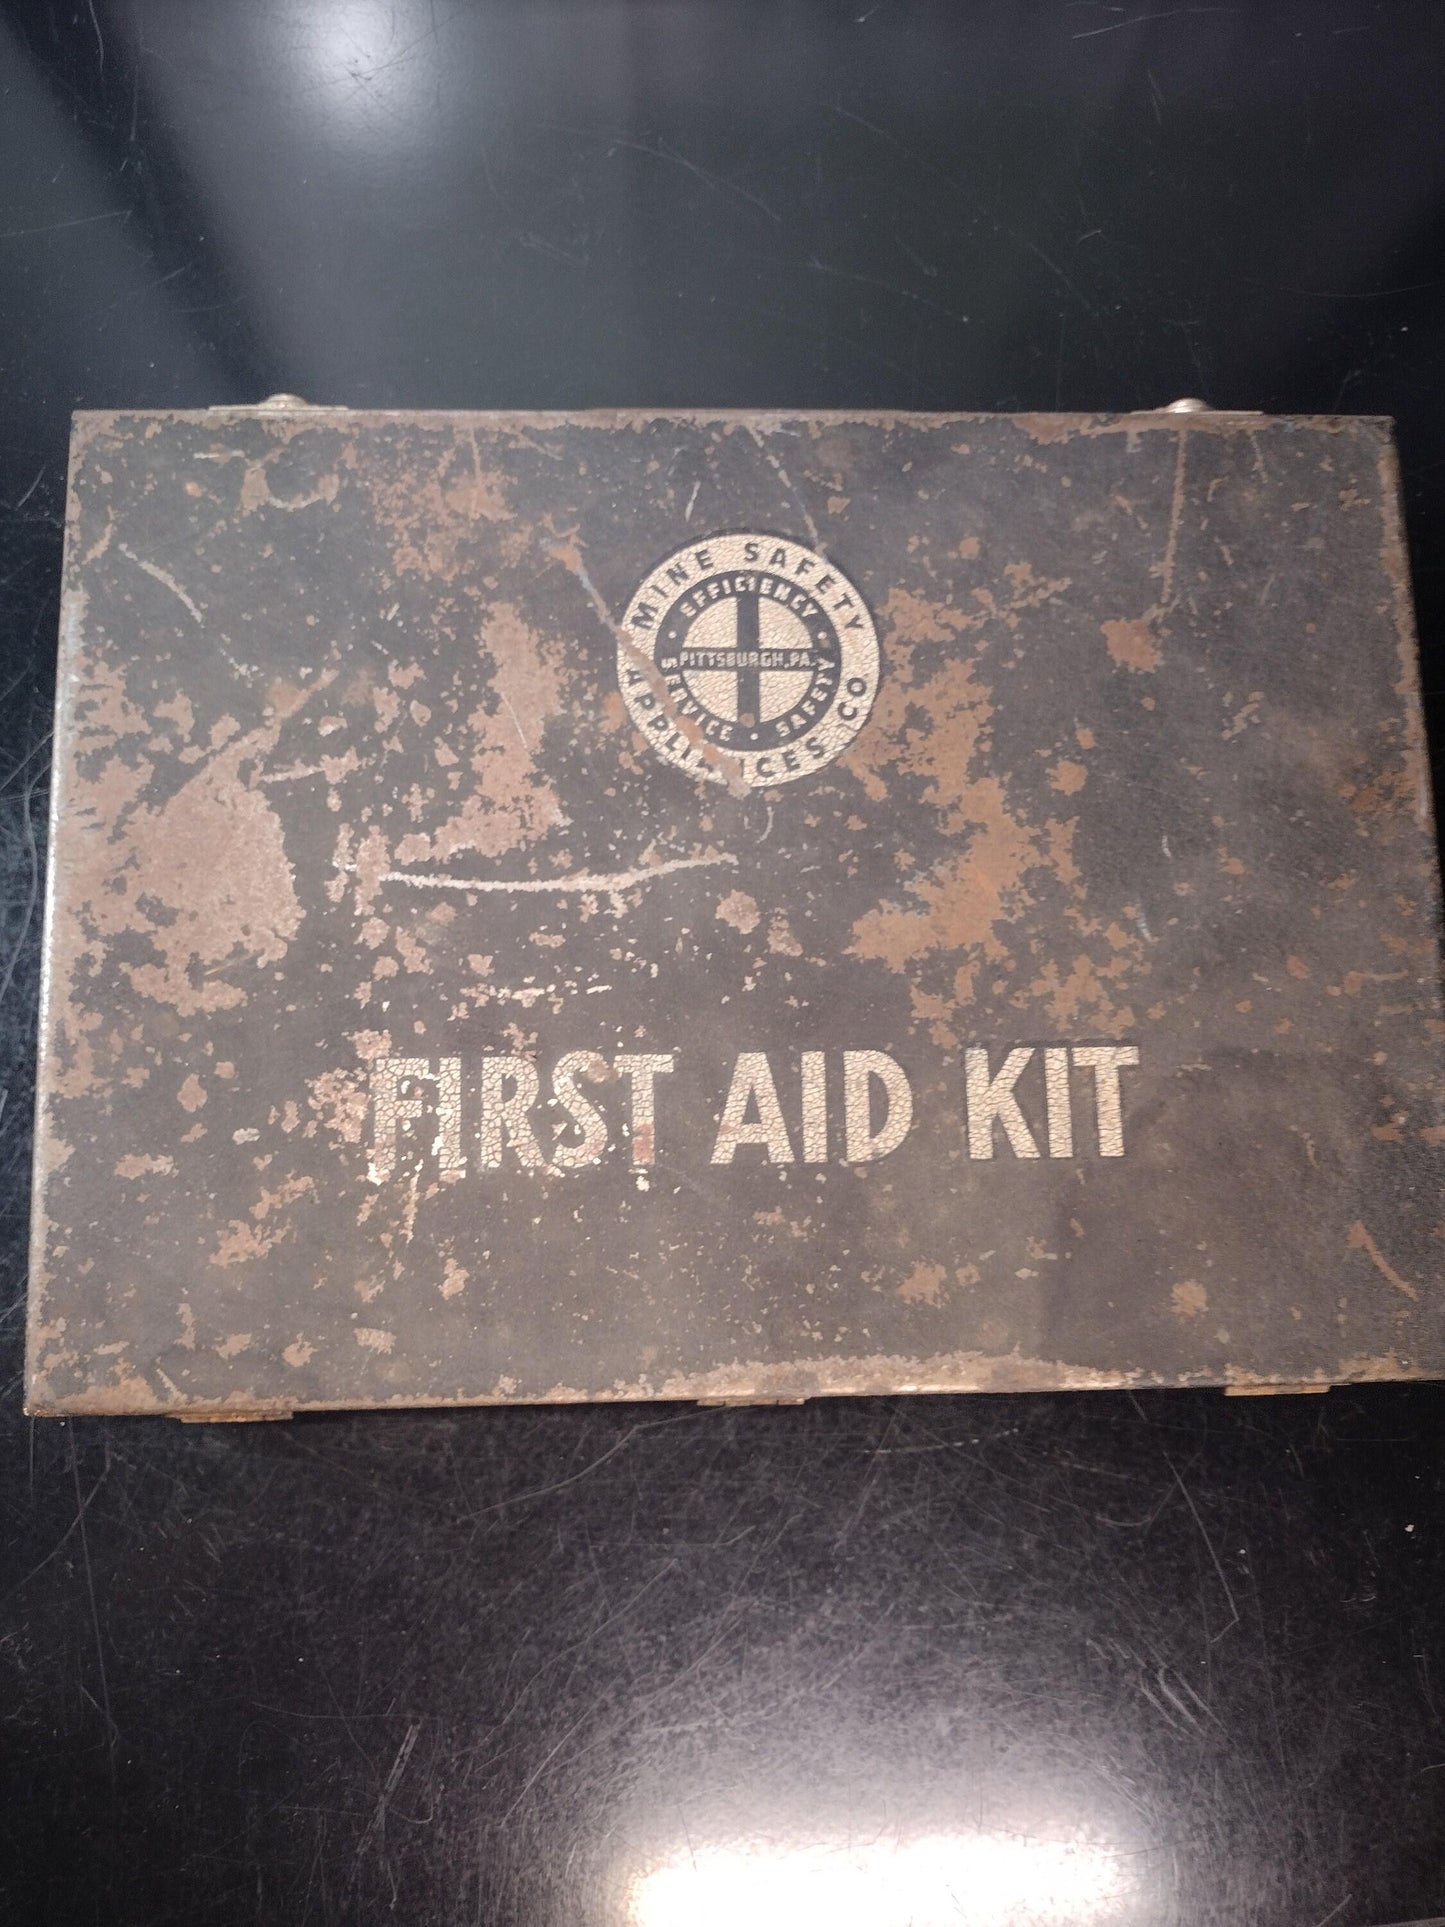 MINE SAFETY
APPLIANCES CO
EFFICIENCY
PITTSBURGH, PA.
SERVICE • SAFETY
FIRST AID KIT